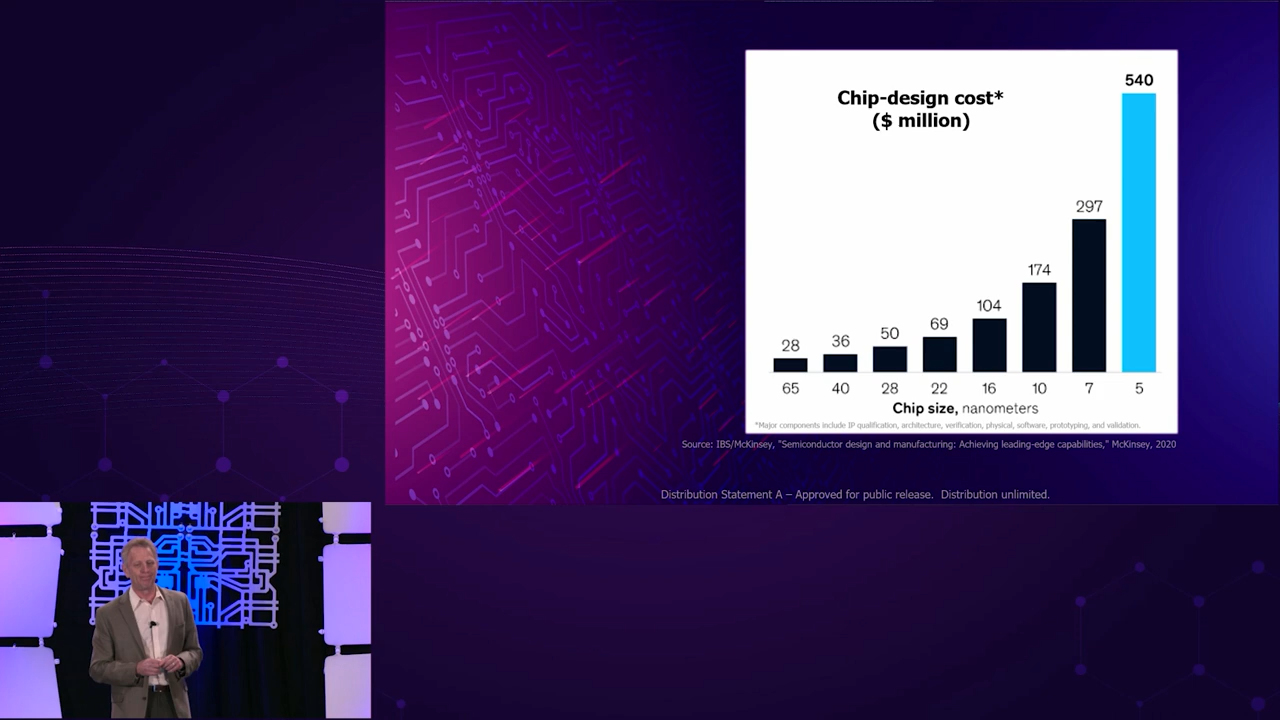 Chip-design cost*
($ million)
540
297
174
104
69
50
36
28
65 40 28 22 16 10 7 5
Chip size, nanometers
*Major components include IP qualification, architecture, verification, physical, software, prototyping, and validation.
Source: IBS/McKinsey, "Semiconductor design and manufacturing: Achieving leading-edge capabilities," McKinsey, 2020
Distribution Statement A – Approved for public release.  Distribution unlimited.